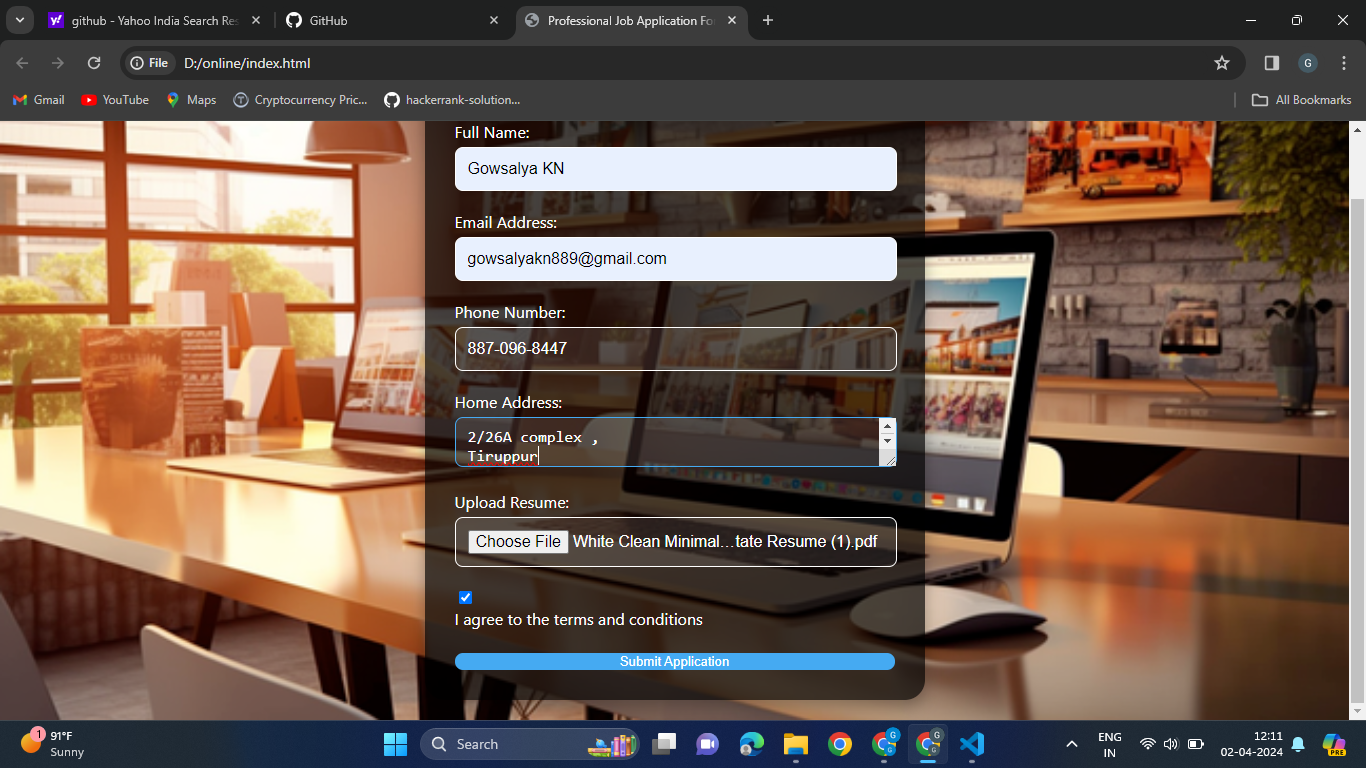 github - Yahoo India Search Res
GitHub
Professional Job Application Fo
File
D:/online/index.html
G
Gmail
YouTube
Maps
Cryptocurrency Pric...
hackerrank-solution...
All Bookmarks
Full Name:
Gowsalya KN
Email Address:
gowsalyakn889@gmail.com
Phone Number:
887-096-8447
Home Address:
2/26A complex ,
Tiruppur
Upload Resume:
Choose File White Clean Minimal...tate Resume (1).pdf
I agree to the terms and conditions
Submit Application
1
91°F
Sunny
Search
G
G
ENG
IN
12:11
02-04-2024
PRE